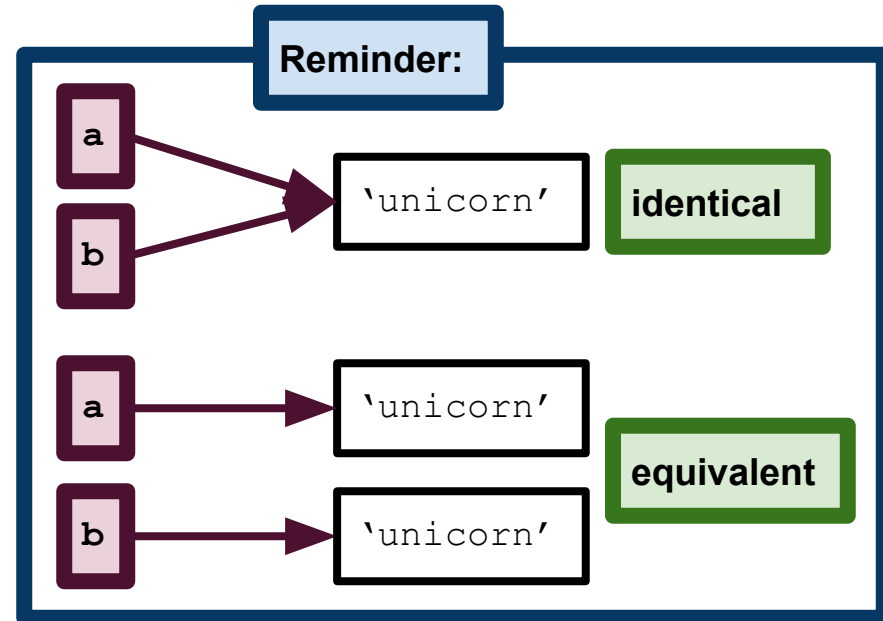 Reminder:
a
‘unicorn’
identical
b
a
‘unicorn’
equivalent
b
‘unicorn’